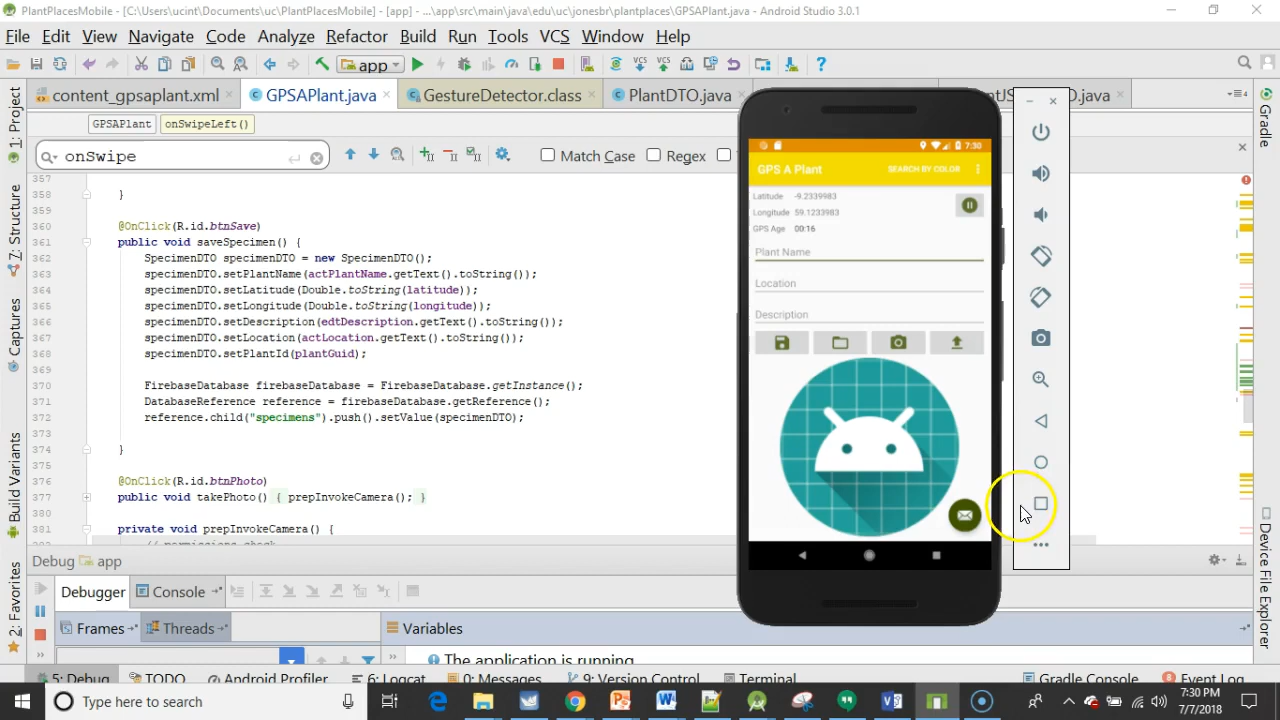 PlantPlacesMobile - [C:\Users\ucint\Documents\uc\PlantPlacesMobile] - [app] - ...\app\src\main\java\edu\uc\jonesbr\plantplaces\GPSAPlant.java - Android Studio 3.0.1
File Edit View Navigate Code Analyze Refactor Build Run Tools VCS Window Help
app
content_gpsaplant.xml GPSAPlant.java GestureDetector.class PlantDTO.java O.java
GPSAPlant onSwipeLeft()
onSwipe Match Case Regex
357
358 }
359
360 @OnClick(R.id.btnSave)
361 public void saveSpecimen() {
362 SpecimenDTO specimenDTO = new SpecimenDTO();
363 specimenDTO.setPlantName(actPlantName.getText().toString());
364 specimenDTO.setLatitude(Double.toString(latitude));
365 specimenDTO.setLongitude(Double.toString(longitude));
366 specimenDTO.setDescription(edtDescription.getText().toString());
367 specimenDTO.setLocation(actLocation.getText().toString());
368 specimenDTO.setPlantId(plantGuid);
369
370 FirebaseDatabase firebaseDatabase = FirebaseDatabase.getInstance();
371 DatabaseReference reference = firebaseDatabase.getReference();
372 reference.child("specimens").push().setValue(specimenDTO);
373
374 }
375
376 @OnClick(R.id.btnPhoto)
377 public void takePhoto() { prepInvokeCamera(); }
380
381 private void prepInvokeCamera() {
// permissions check
1: Project
7: Structure
Captures
Build Variants
2: Favorites
Gradle
Device File Explorer
7:30
GPS A Plant SEARCH BY COLOR
Latitude -9.2339983
Longitude 59.1233983
GPS Age 00:16
Plant Name
Location
Description
Debug app
Debugger Console
Frames Threads Variables
The application is running
5: Debug TODO Android Profiler 6: Logcat 0: Messages 9: Version Control Terminal Gradle Console Event Log
Type here to search
7:30 PM
7/7/2018